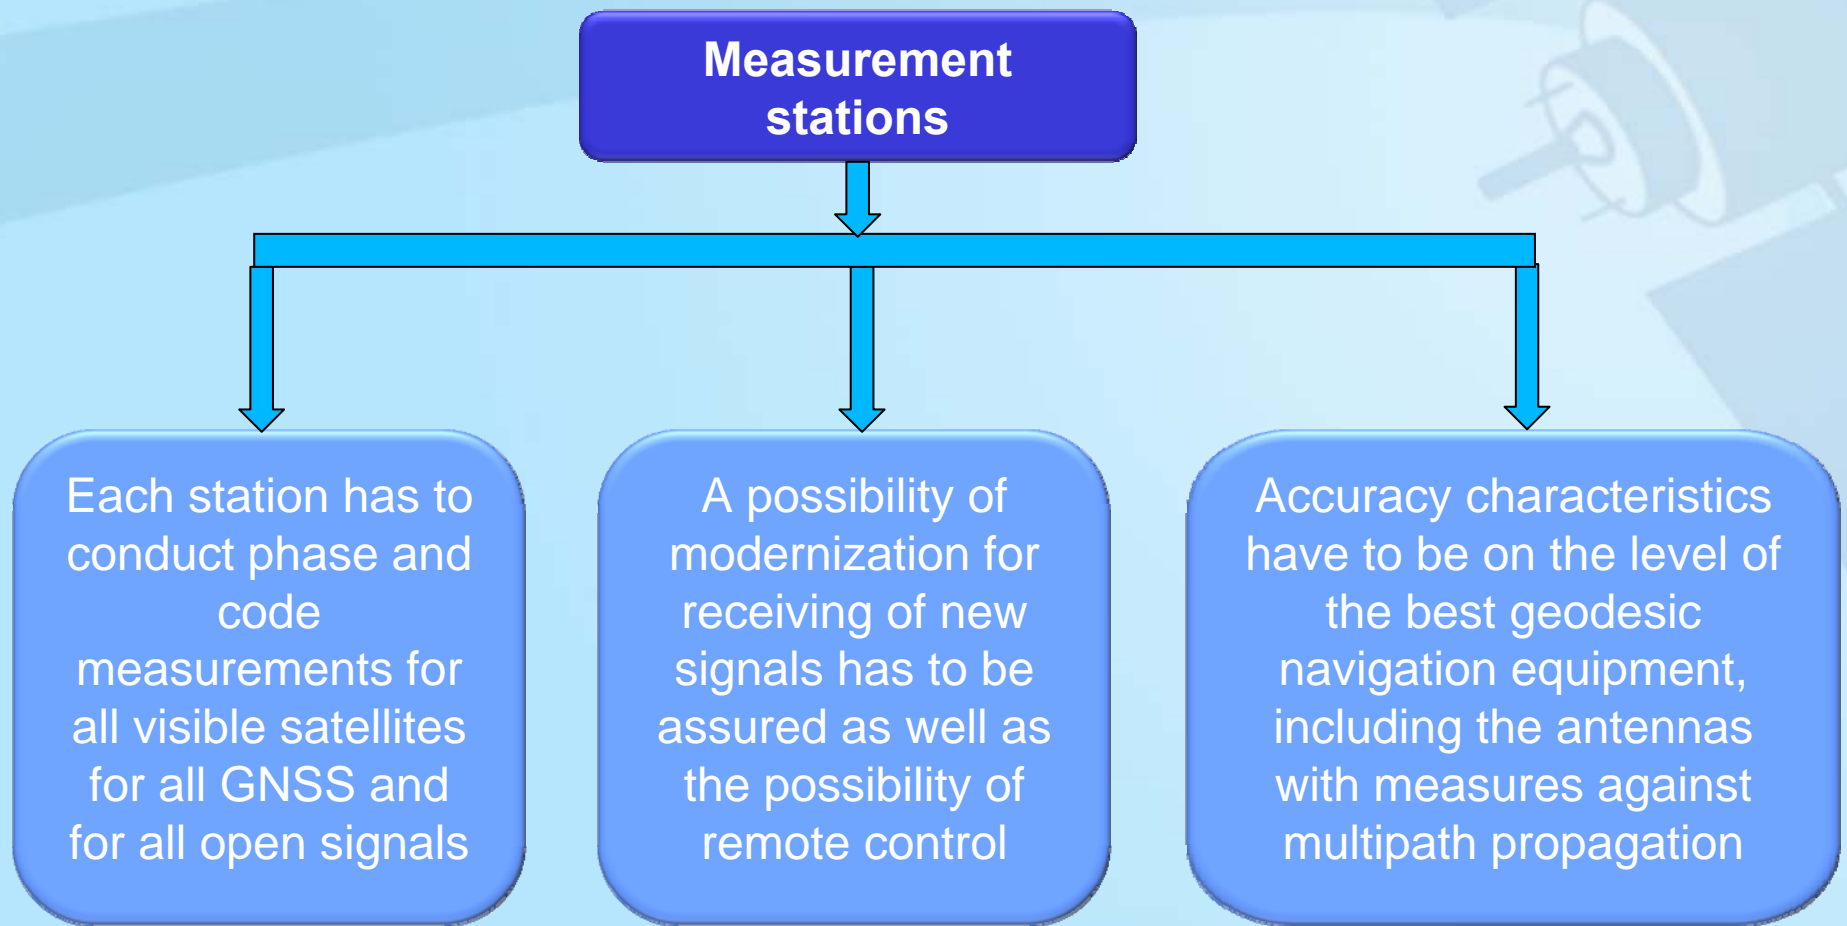 Measurement
stations
Each station has to
conduct phase and
code
measurements for
all visible satellites
for all GNSS and
for all open signals
A possibility of
modernization for
receiving of new
signals has to be
assured as well as
the possibility of
remote control
Accuracy characteristics
have to be on the level of
the best geodesic
navigation equipment,
including the antennas
with measures against
multipath propagation